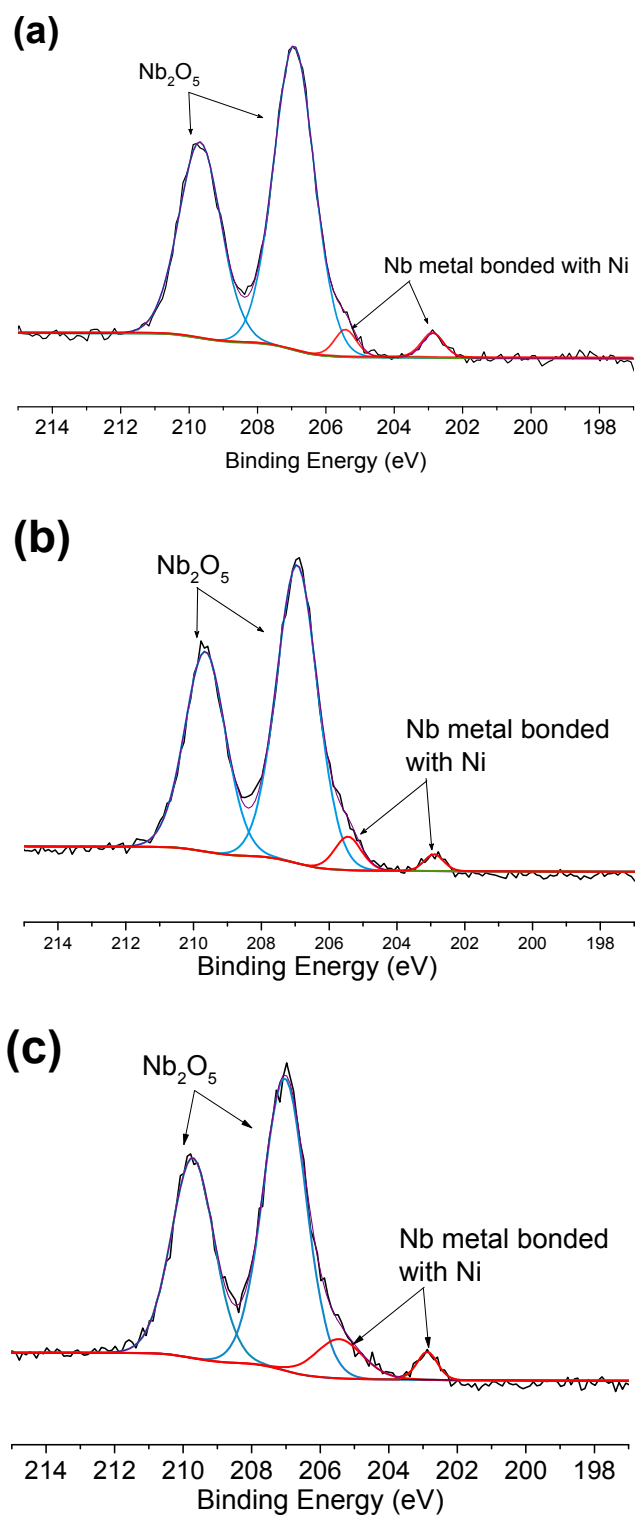 (a)
Nb₂O₅
Nb metal bonded with Ni
214 212 210 208 206 204 202 200 198
Binding Energy (eV)
(b)
Nb₂O₅
Nb metal bonded
with Ni
214 212 210 208 206 204 202 200 198
Binding Energy (eV)
(c)
Nb₂O₅
Nb metal bonded
with Ni
214 212 210 208 206 204 202 200 198
Binding Energy (eV)